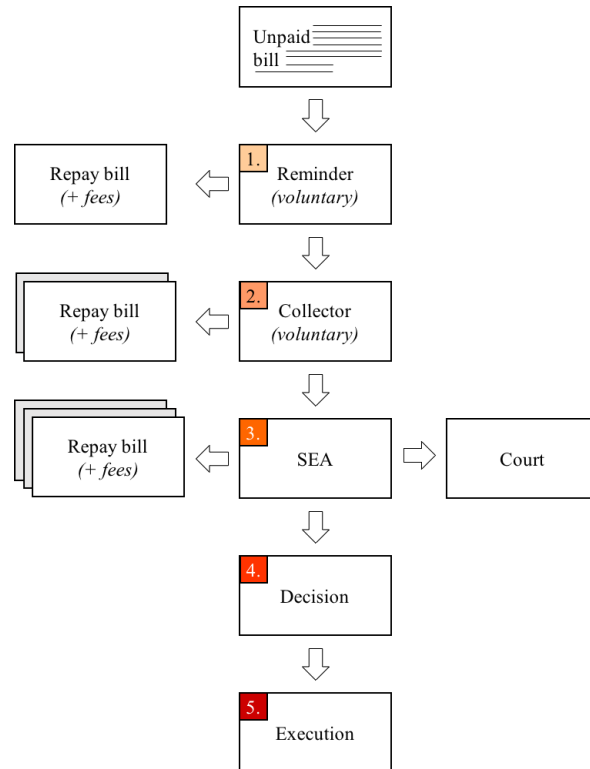 Unpaid
bill
1.
Repay bill
(+ fees)
Reminder
(voluntary)
2.
Repay bill
(+ fees)
Collector
(voluntary)
3.
Repay bill
(+ fees)
SEA
Court
4.
Decision
5.
Execution